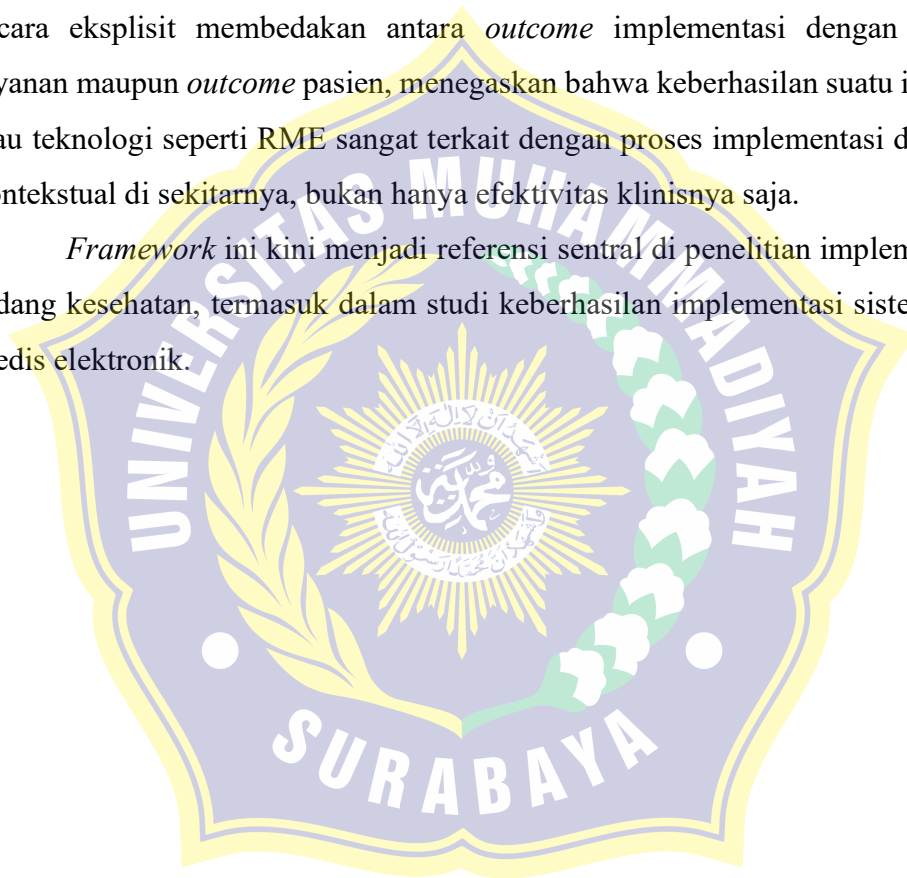 cara eksplisit membedakan antara outcome implementasi dengan
yanan maupun outcome pasien, menegaskan bahwa keberhasilan suatu i
au teknologi seperti RME sangat terkait dengan proses implementasi d
ontekstual di sekitarnya, bukan hanya efektivitas klinisnya saja.
Framework ini kini menjadi referensi sentral di penelitian implem
dang kesehatan, termasuk dalam studi keberhasilan implementasi siste
edis elektronik.
UNIVERSITAS MUHAMMADIYAH
SURABAYA